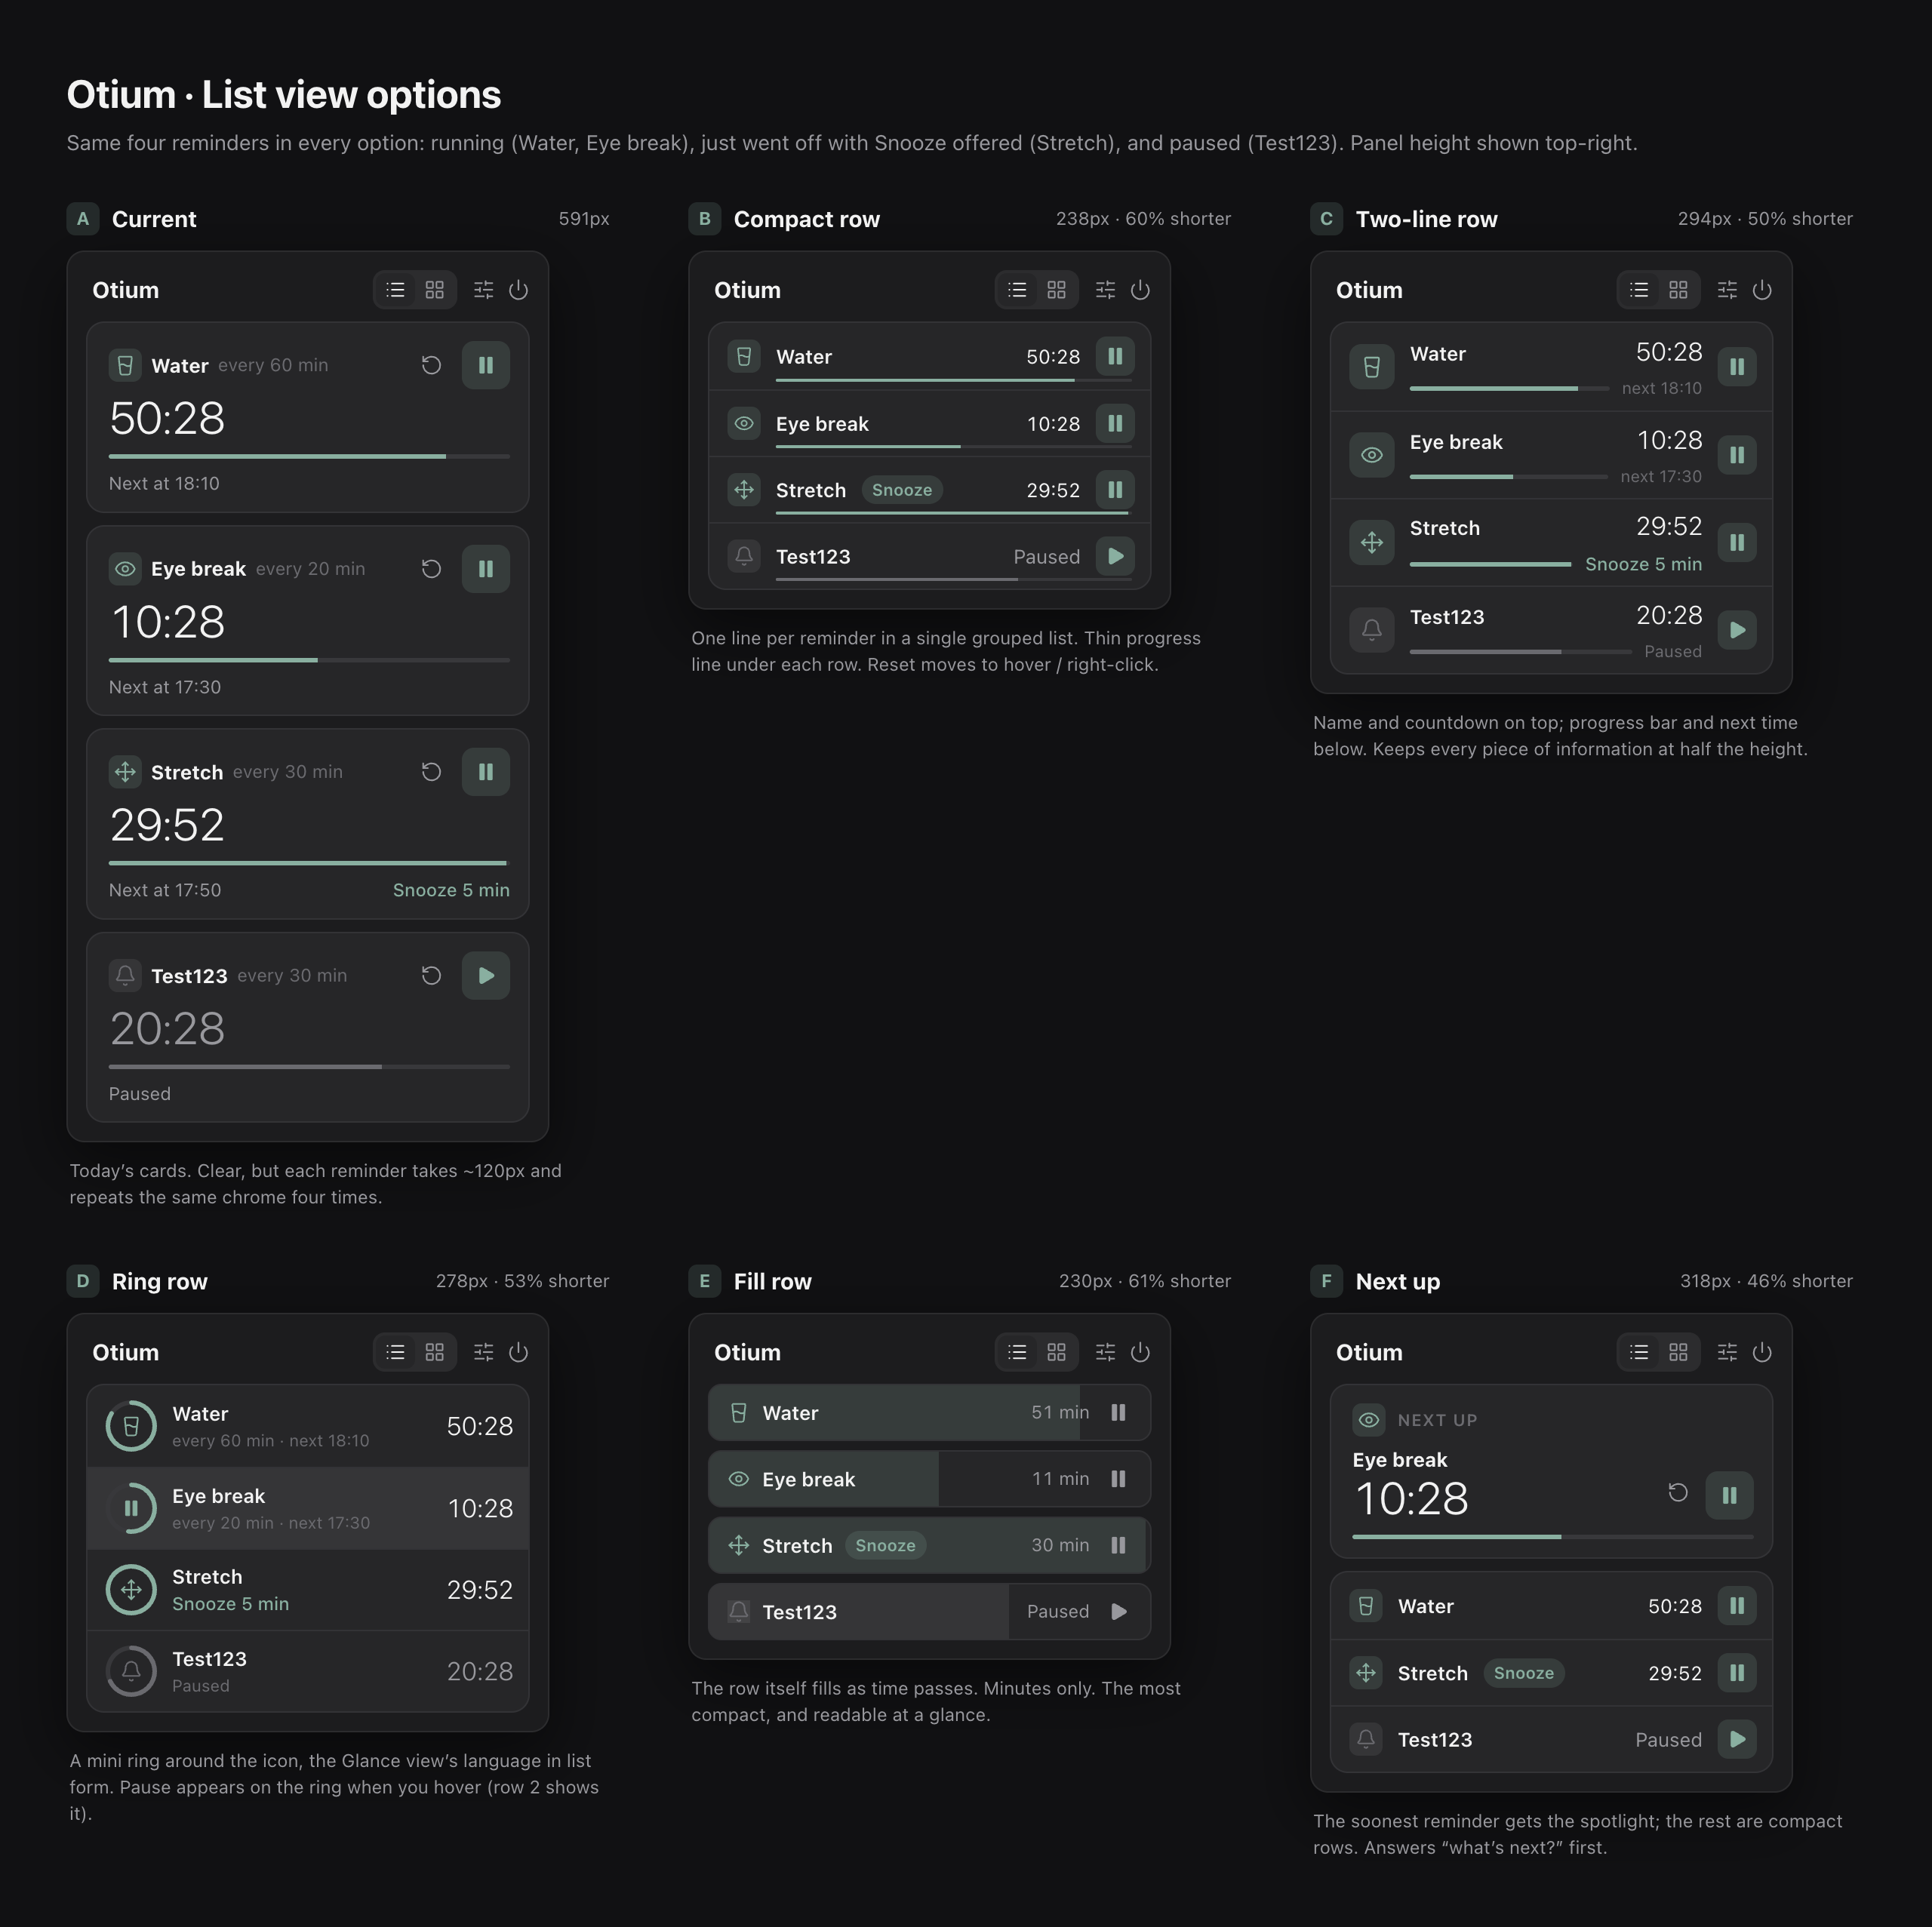 Otium · List view options
Same four reminders in every option: running (Water, Eye break), just went off with Snooze offered (Stretch), and paused (Test123). Panel height shown top-right.
A Current 591px
Otium
Water every 60 min
50:28
Next at 18:10
Eye break every 20 min
10:28
Next at 17:30
Stretch every 30 min
29:52
Next at 17:50 Snooze 5 min
Test123 every 30 min
20:28
Paused
Today’s cards. Clear, but each reminder takes ~120px and
repeats the same chrome four times.
B Compact row 238px · 60% shorter
Otium
Water 50:28
Eye break 10:28
Stretch Snooze 29:52
Test123 Paused
One line per reminder in a single grouped list. Thin progress
line under each row. Reset moves to hover / right-click.
C Two-line row 294px · 50% shorter
Otium
Water 50:28
next 18:10
Eye break 10:28
next 17:30
Stretch 29:52
Snooze 5 min
Test123 20:28
Paused
Name and countdown on top; progress bar and next time
below. Keeps every piece of information at half the height.
D Ring row 278px · 53% shorter
Otium
Water 50:28
every 60 min · next 18:10
Eye break 10:28
every 20 min · next 17:30
Stretch 29:52
Snooze 5 min
Test123 20:28
Paused
A mini ring around the icon, the Glance view’s language in list
form. Pause appears on the ring when you hover (row 2 shows
it).
E Fill row 230px · 61% shorter
Otium
Water 51 min
Eye break 11 min
Stretch Snooze 30 min
Test123 Paused
The row itself fills as time passes. Minutes only. The most
compact, and readable at a glance.
F Next up 318px · 46% shorter
Otium
NEXT UP
Eye break
10:28
Water 50:28
Stretch Snooze 29:52
Test123 Paused
The soonest reminder gets the spotlight; the rest are compact
rows. Answers “what’s next?” first.